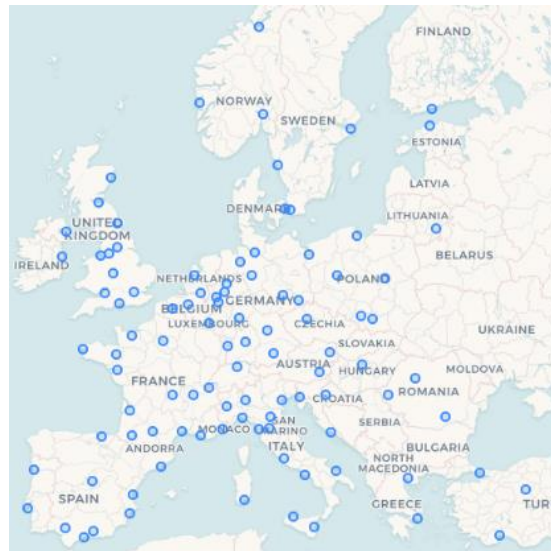 FINLAND
NORWAY
SWEDEN
ESTONIA
LATVIA
DENMARK
LITHUANIA
UNITED
KINGDOM
BELARUS
IRELAND
NETHERLANDS
POLAND
GERMANY
BELGIUM
LUXEMBOURG
CZECHIA
UKRAINE
SLOVAKIA
AUSTRIA
HUNGARY
MOLDOVA
FRANCE
ROMANIA
CROATIA
SAN
MARINO
SERBIA
MONACO
ITALY
ANDORRA
BULGARIA
NORTH
MACEDONIA
SPAIN
GREECE
TUR